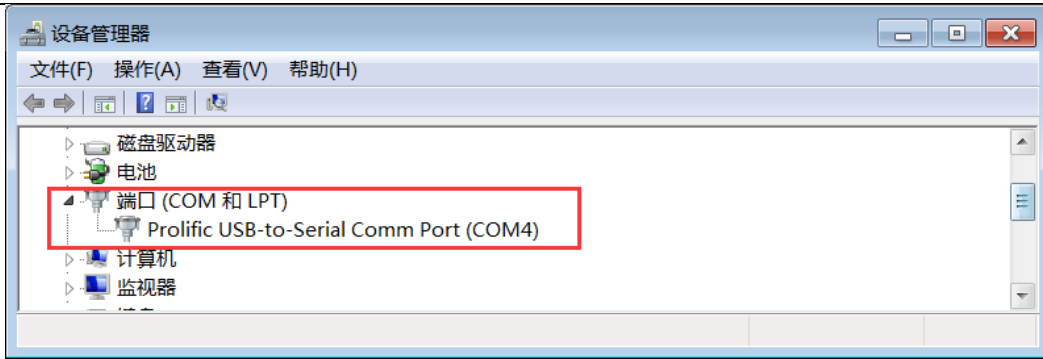 设备管理器
文件(F) 操作(A) 查看(V) 帮助(H)
磁盘驱动器
电池
端口 (COM 和 LPT)
Prolific USB-to-Serial Comm Port (COM4)
计算机
监视器